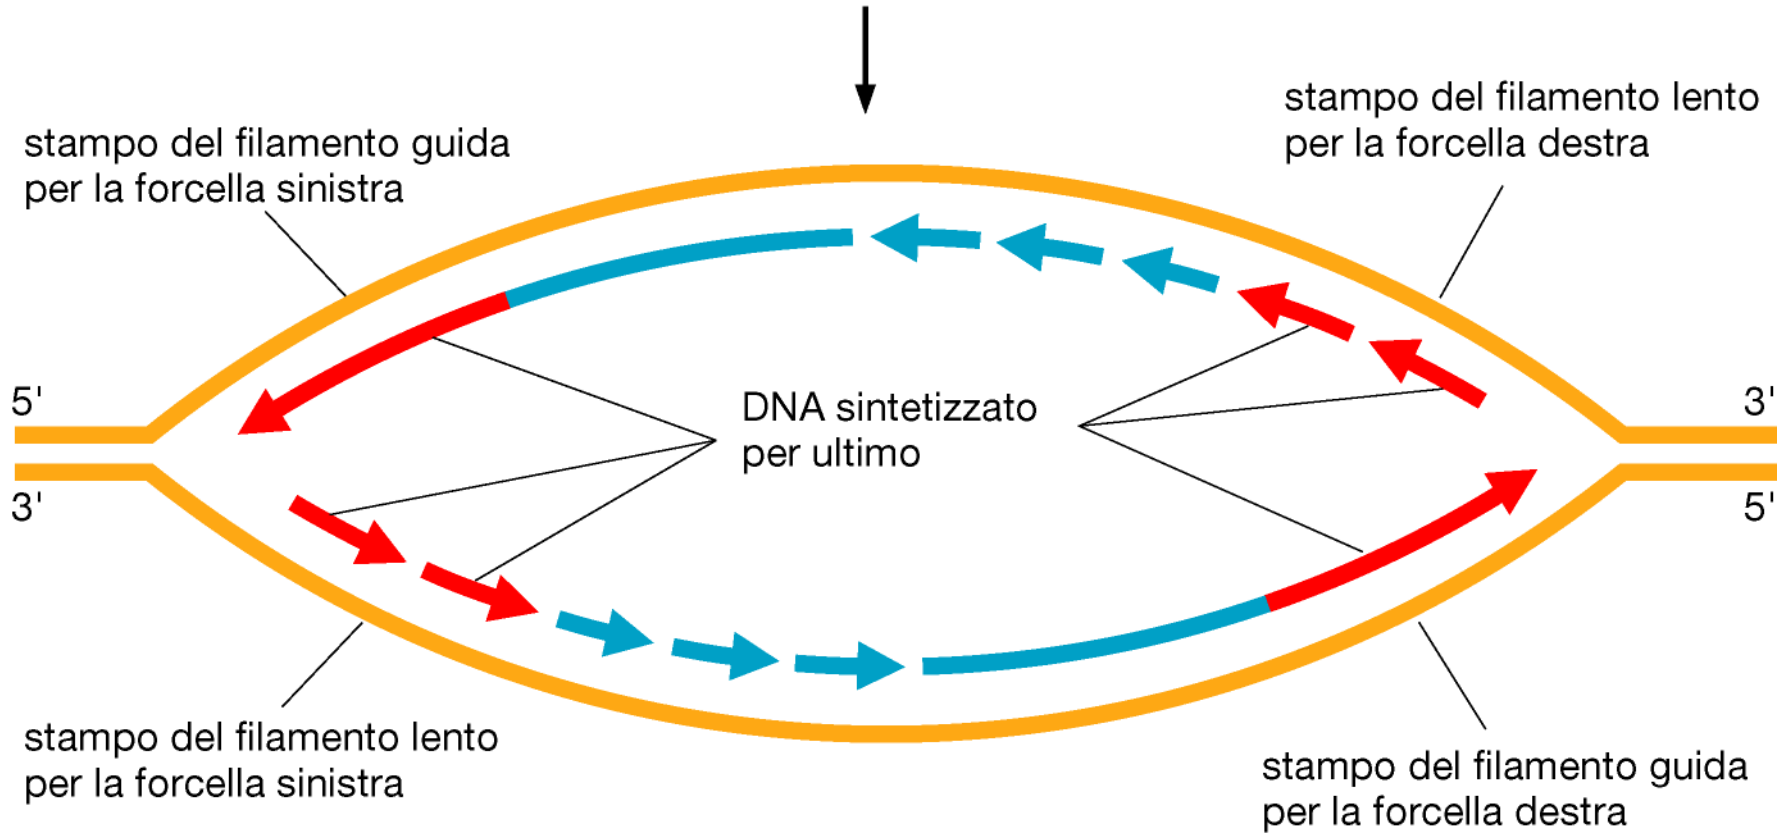 stampo del filamento guida
per la forcella sinistra
stampo del filamento lento
per la forcella destra
5'
3'
DNA sintetizzato
per ultimo
3'
5'
stampo del filamento lento
per la forcella sinistra
stampo del filamento guida
per la forcella destra